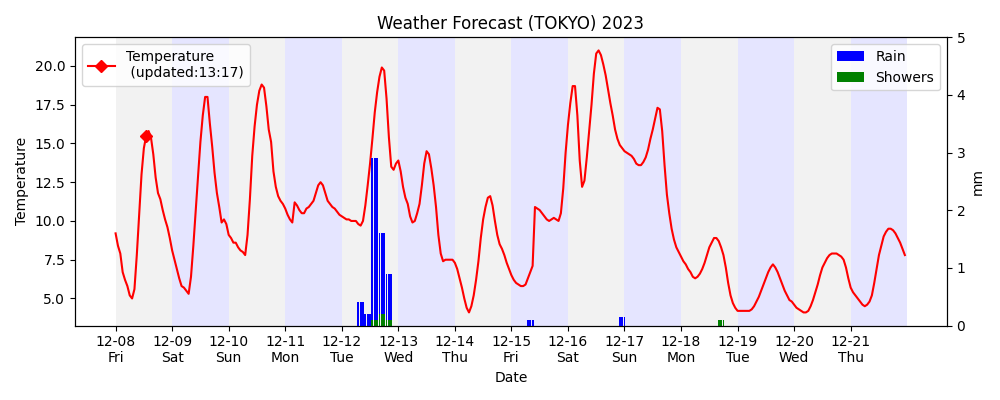 Weather Forecast (TOKYO) 2023
Temperature
(updated:13:17)
Rain
Showers
Temperature
20.0
17.5
15.0
12.5
10.0
7.5
5.0
5
4
3
2
1
0
mm
12-08 12-09 12-10 12-11 12-12 12-13 12-14 12-15 12-16 12-17 12-18 12-19 12-20 12-21
Fri Sat Sun Mon Tue Wed Thu Fri Sat Sun Mon Tue Wed Thu
Date